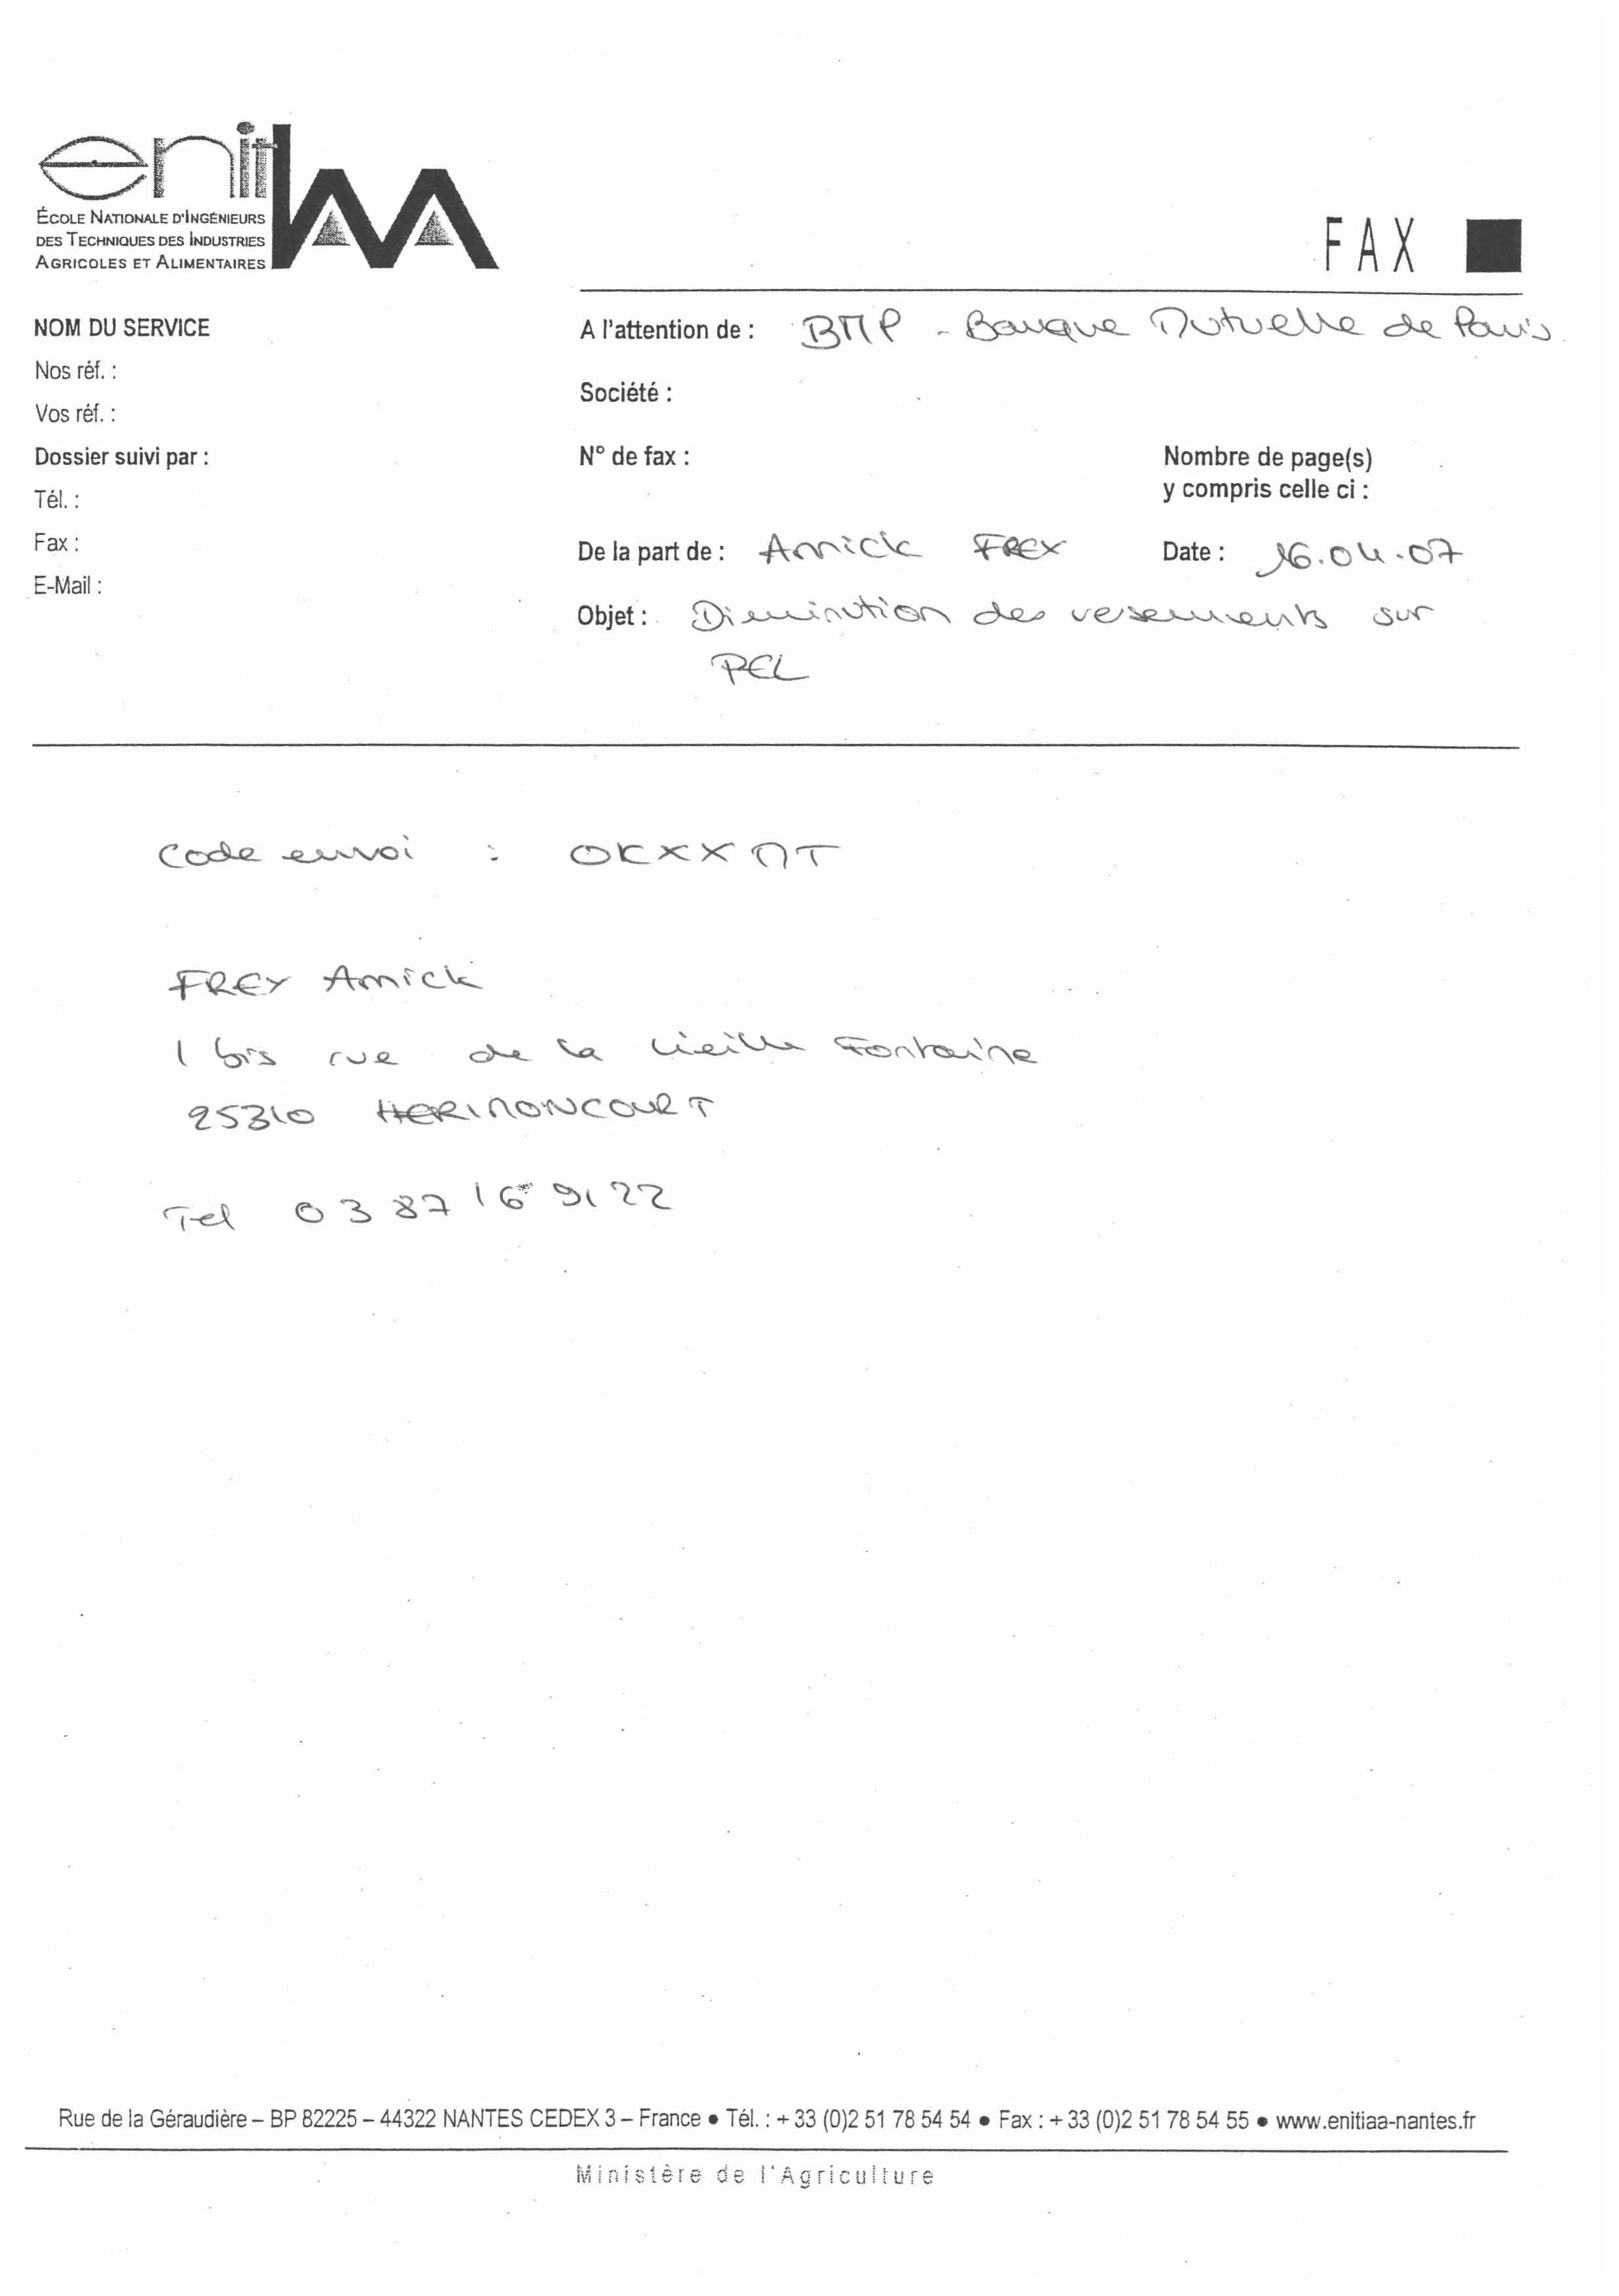 enitiaa
ÉCOLE NATIONALE D'INGÉNIEURS
DES TECHNIQUES DES INDUSTRIES
AGRICOLES ET ALIMENTAIRES
FAX
NOM DU SERVICE
Nos réf. :
Vos réf. :
Dossier suivi par :
Tél. :
Fax :
E-Mail :
A l'attention de : BMP - Banque Mutuelle de Paris
Société :
N° de fax :
Nombre de page(s)
y compris celle ci :
De la part de : Annick FREY
Date : 16.04.07
Objet : Diminution des versements sur
PEL
Code envoi : OKXXMT
FREY Annick
1 bis rue de la vieille Fontaine
25310 HERIMONCOURT
Tel 03 87 16 91 22
Rue de la Géraudière – BP 82225 – 44322 NANTES CEDEX 3 – France • Tél. : + 33 (0)2 51 78 54 54 • Fax : + 33 (0)2 51 78 54 55 • www.enitiaa-nantes.fr
Ministère de l'Agriculture